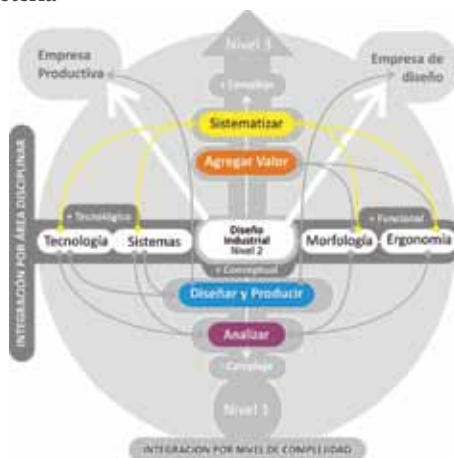 Nivel 3
Empresa
Productiva
Empresa de
diseño
+ Complejo
Sistematizar
Agregar Valor
INTEGRACIÓN POR ÁREA DISCIPLINAR
+ Tecnológico
+ Funcional
Tecnología
Sistemas
Diseño
Industrial
Nivel 2
Morfología
Ergonomía
+ Conceptual
Diseñar y Producir
Analizar
Complejo
Nivel 1
INTEGRACIÓN POR NIVEL DE COMPLEJIDAD